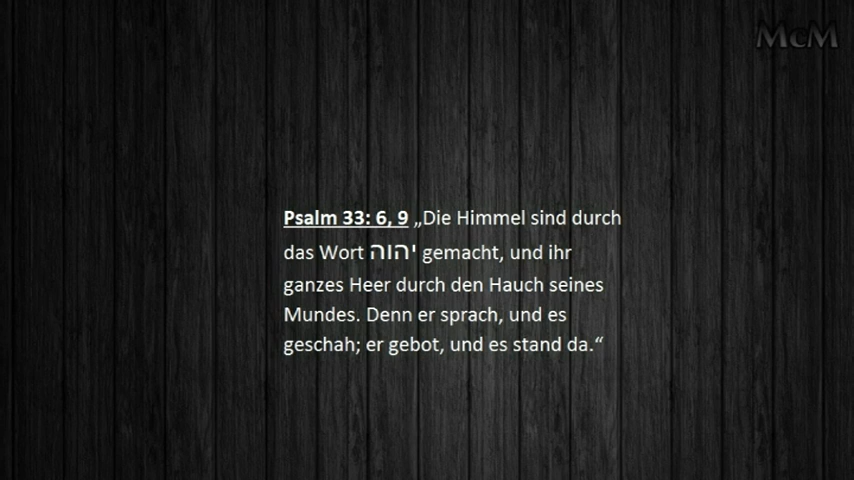 McM
Psalm 33: 6, 9 „Die Himmel sind durch
das Wort יהוה gemacht, und ihr
ganzes Heer durch den Hauch seines
Mundes. Denn er sprach, und es
geschah; er gebot, und es stand da.“